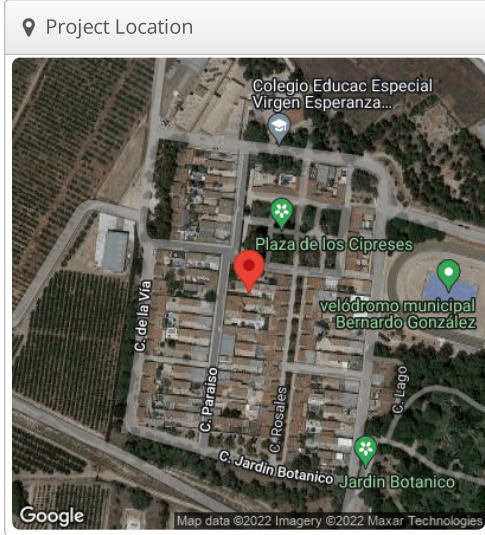 Project Location
Colegio Educac Especial
Virgen Esperanza...
Plaza de los Cipreses
velódromo municipal
Bernardo González
C. de la Vía
C. Paraiso
C. Rosales
C. Lago
C. Jardin Botanico
Jardin Botanico
Google
Map data ©2022 Imagery ©2022 Maxar Technologies